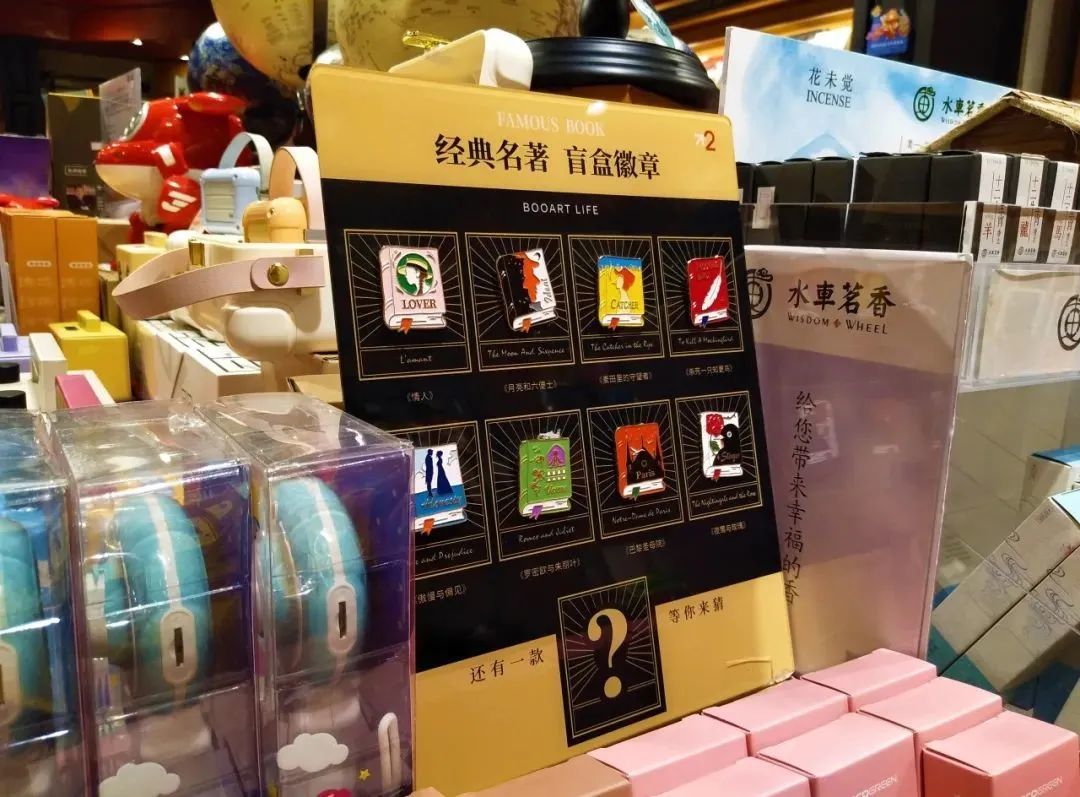 FAMOUS BOOK
经典名著 盲盒徽章
2
BOOART LIFE
LOVER
L'amant
《情人》
The Moon And Sixpence
《月亮和六便士》
CATCHER
The Catcher in the Rye
《麦田里的守望者》
To Kill A Mockingbird
《杀死一只知更鸟》
e and Prejudice
《傲慢与偏见》
Romeo and Juliet
《罗密欧与朱丽叶》
Paris
Notre-Dame de Paris
《巴黎圣母院》
The Nightingale and the Rose
《夜莺与玫瑰》
还有一款
?
等你来猜
花未觉
INCENSE
水車茗香
水車茗香
WISDOM WHEEL
给您带来幸福的香
羊
龍
馬